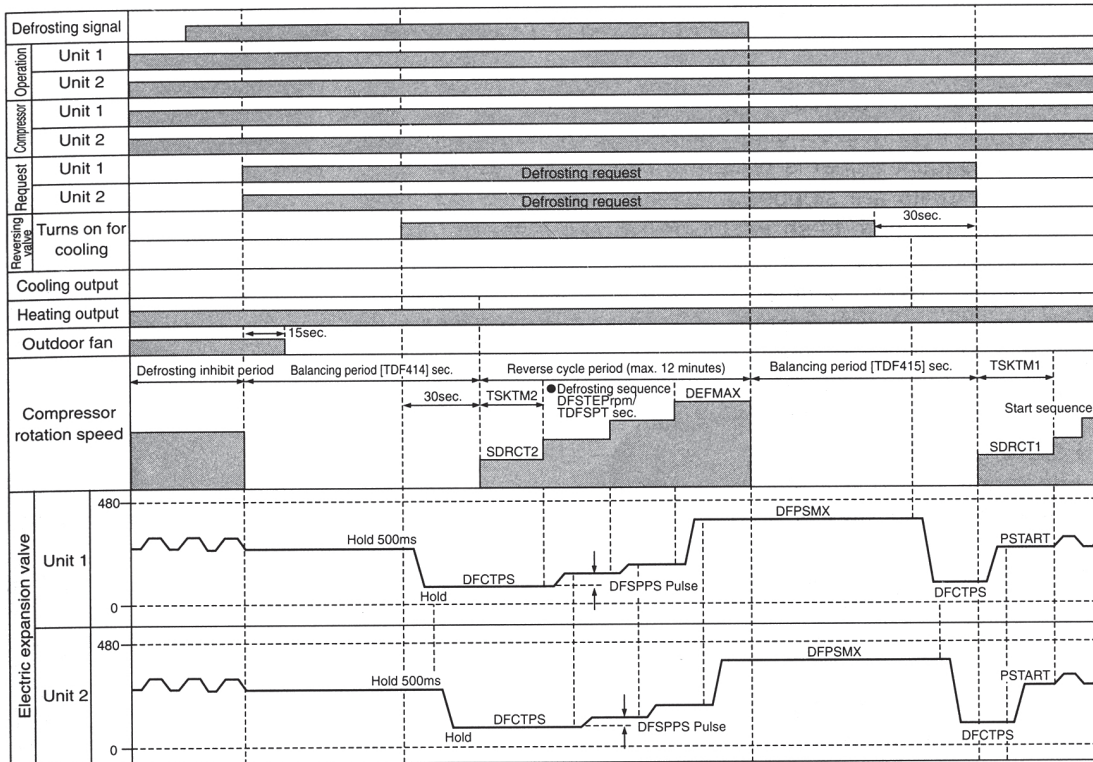 Defrosting signal
Operation
Unit 1
Unit 2
Compressor
Unit 1
Unit 2
Request
Unit 1
Defrosting request
Unit 2
Defrosting request
Reversing valve
Turns on for cooling
30sec.
Cooling output
Heating output
Outdoor fan
15sec.
Compressor rotation speed
Defrosting inhibit period
Balancing period [TDF414] sec.
Reverse cycle period (max. 12 minutes)
Balancing period [TDF415] sec.
TSKTM1
30sec.
TSKTM2
●Defrosting sequence
DFSTEPrpm/
TDFSPT sec.
DEFMAX
Start sequence
SDRCT2
SDRCT1
Electric expansion valve
Unit 1
480
0
Hold 500ms
Hold
DFCTPS
DFSPPS Pulse
DFPSMX
DFCTPS
PSTART
Unit 2
480
0
Hold 500ms
Hold
DFCTPS
DFSPPS Pulse
DFPSMX
DFCTPS
PSTART